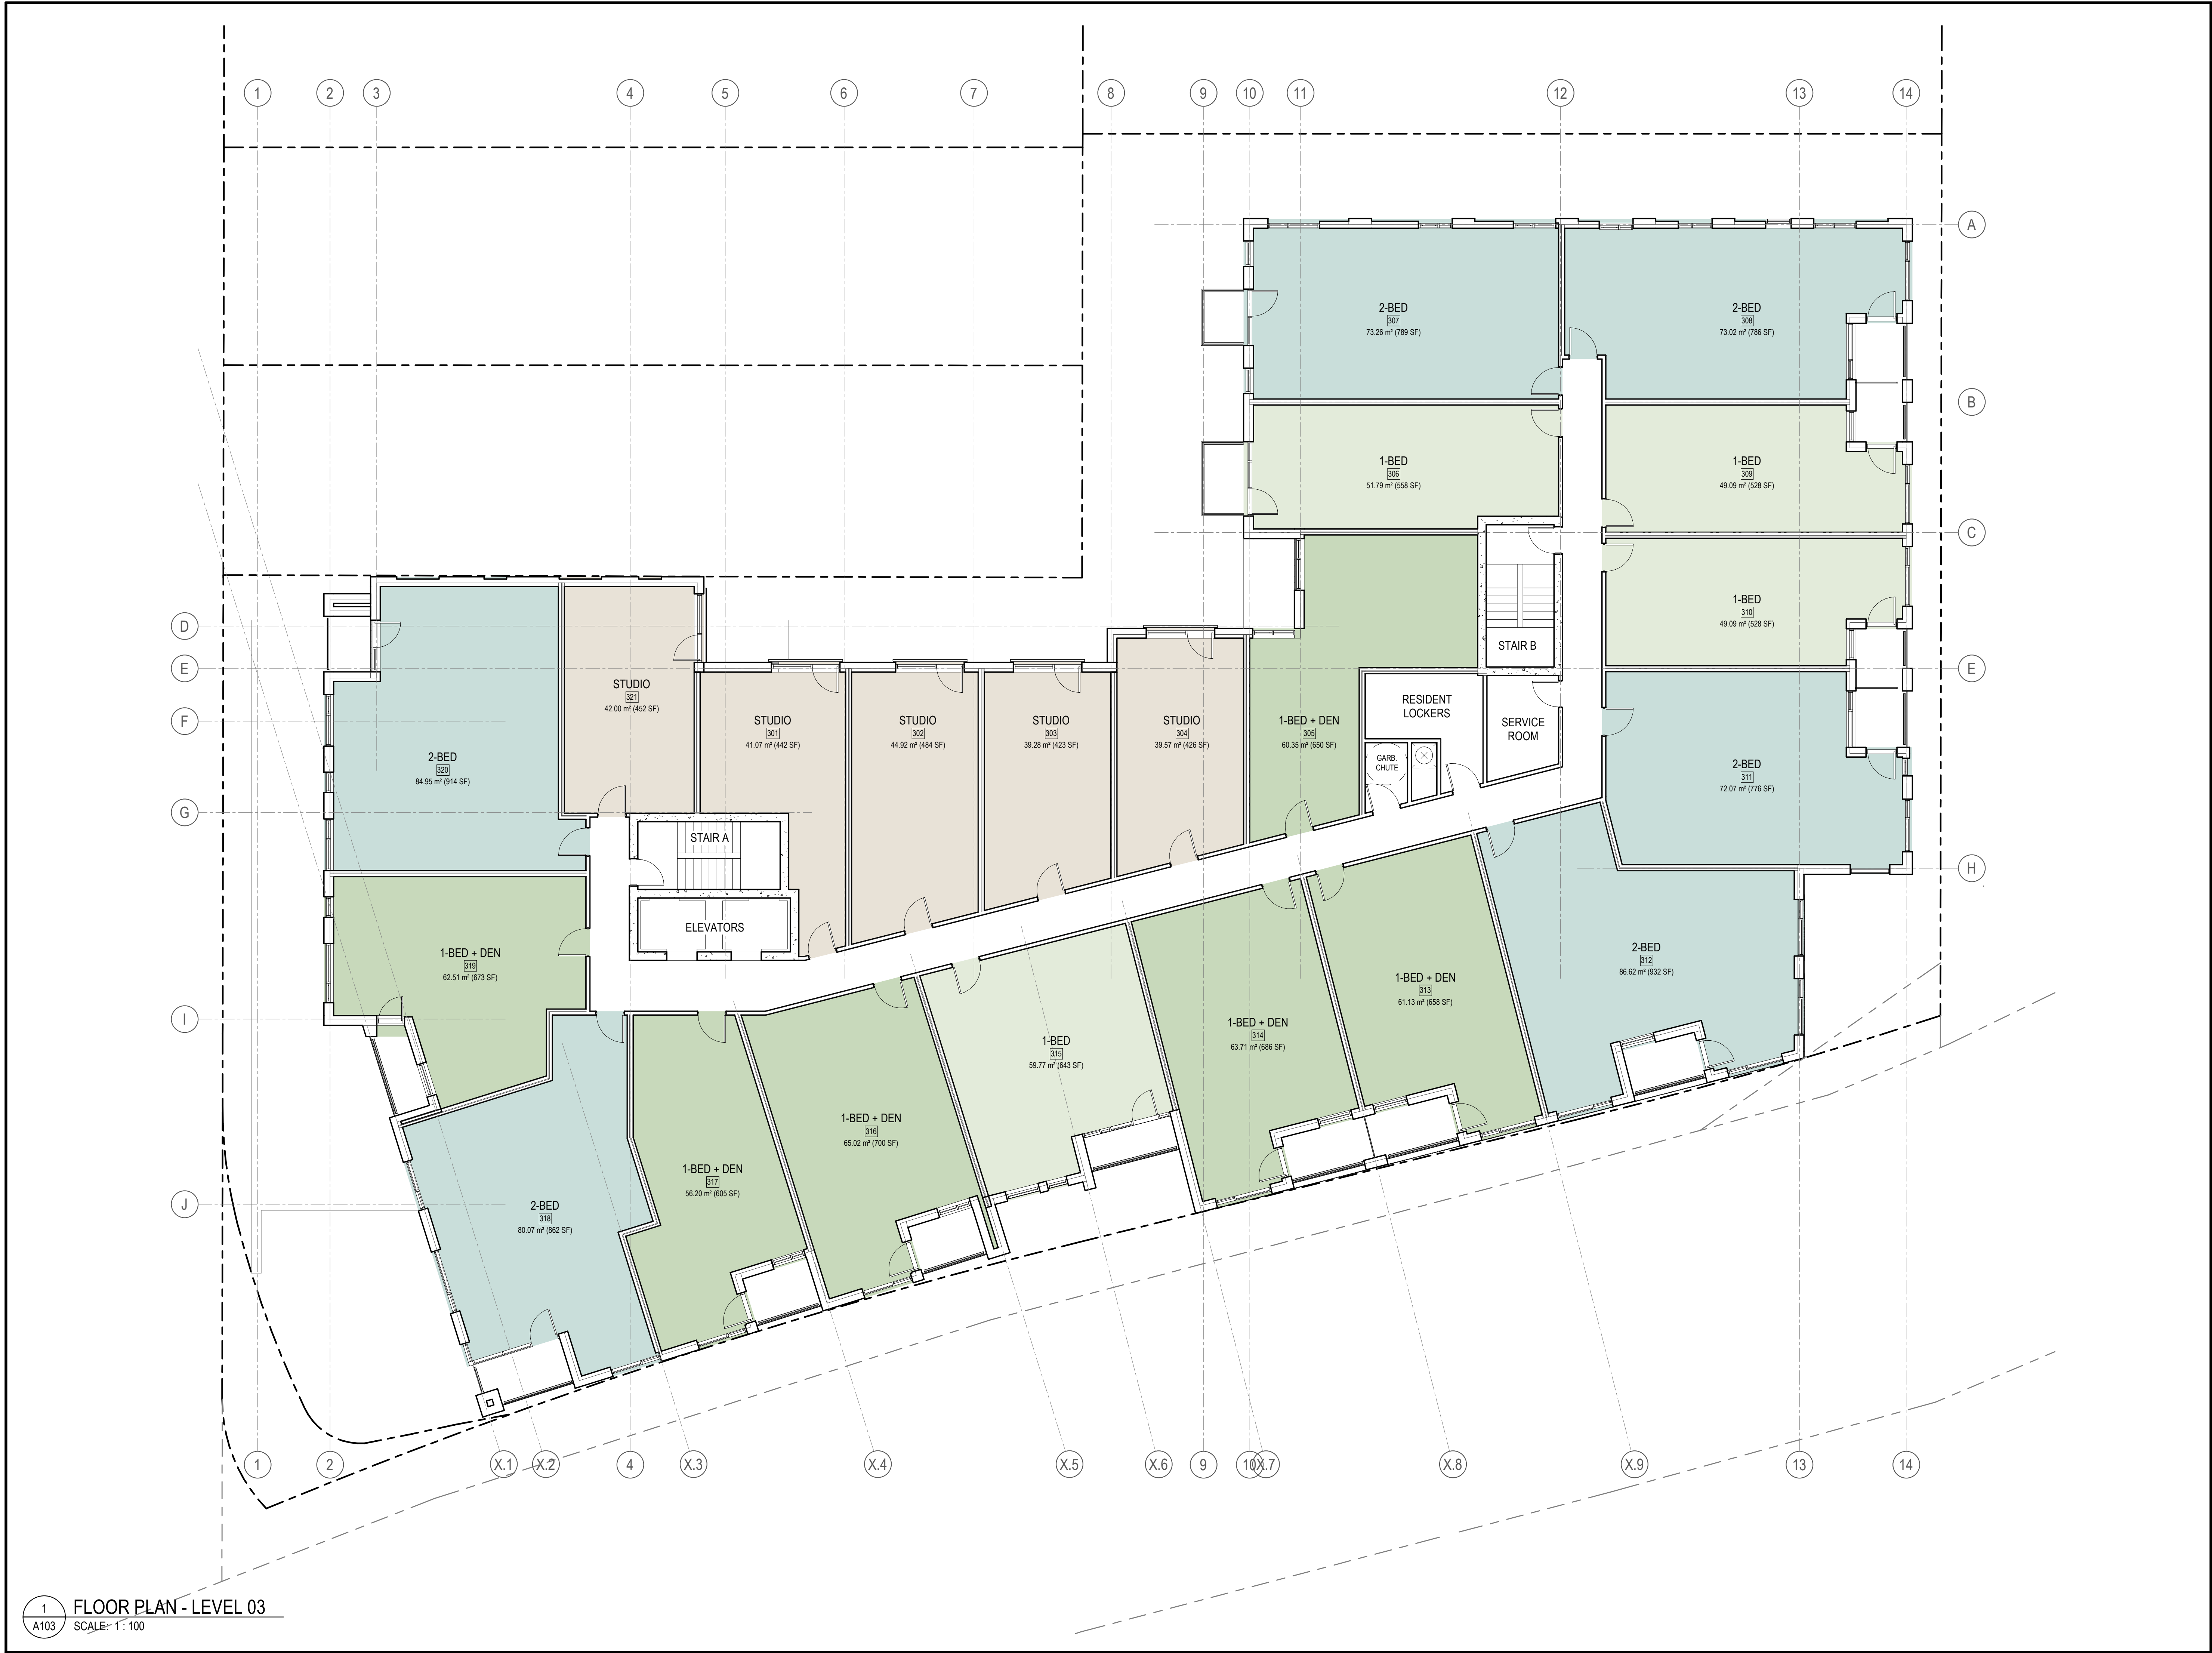 1
2
3
4
5
6
7
8
9
10
11
12
13
14
A
2-BED
307
73.26 m² (789 SF)
2-BED
308
73.02 m² (786 SF)
B
1-BED
306
51.79 m² (558 SF)
1-BED
309
49.09 m² (528 SF)
C
1-BED
310
49.09 m² (528 SF)
D
STAIR B
E
E
STUDIO
321
42.00 m² (452 SF)
RESIDENT
LOCKERS
F
STUDIO
301
41.07 m² (442 SF)
STUDIO
302
44.92 m² (484 SF)
STUDIO
303
39.28 m² (423 SF)
STUDIO
304
39.57 m² (426 SF)
1-BED + DEN
305
60.35 m² (650 SF)
SERVICE
ROOM
2-BED
320
84.95 m² (914 SF)
GARB.
CHUTE
2-BED
311
72.07 m² (776 SF)
G
STAIR A
H
ELEVATORS
1-BED + DEN
319
62.51 m² (673 SF)
2-BED
312
86.62 m² (932 SF)
1-BED + DEN
313
61.13 m² (658 SF)
I
1-BED + DEN
314
63.71 m² (686 SF)
1-BED
315
59.77 m² (643 SF)
1-BED + DEN
316
65.02 m² (700 SF)
1-BED + DEN
317
56.20 m² (605 SF)
J
2-BED
318
80.07 m² (862 SF)
1
2
X.1
X.2
4
X.3
X.4
X.5
X.6
9
10
X.7
X.8
X.9
13
14
1
A103
FLOOR PLAN - LEVEL 03
SCALE: 1 : 100